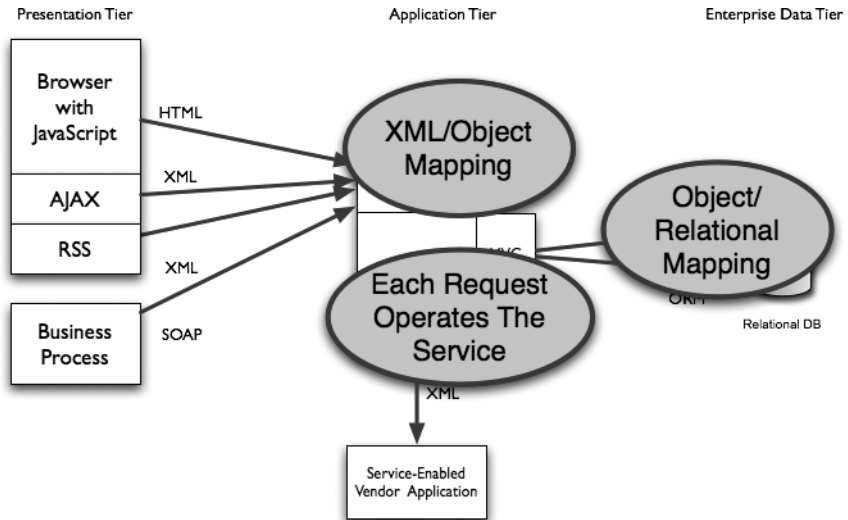 Presentation Tier
Application Tier
Enterprise Data Tier
Browser
with
JavaScript
AJAX
RSS
Business
Process
HTML
XML
XML
SOAP
XML/Object
Mapping
Each Request
Operates The
Service
Object/
Relational
Mapping
ORM
Relational DB
XML
Service-Enabled
Vendor Application